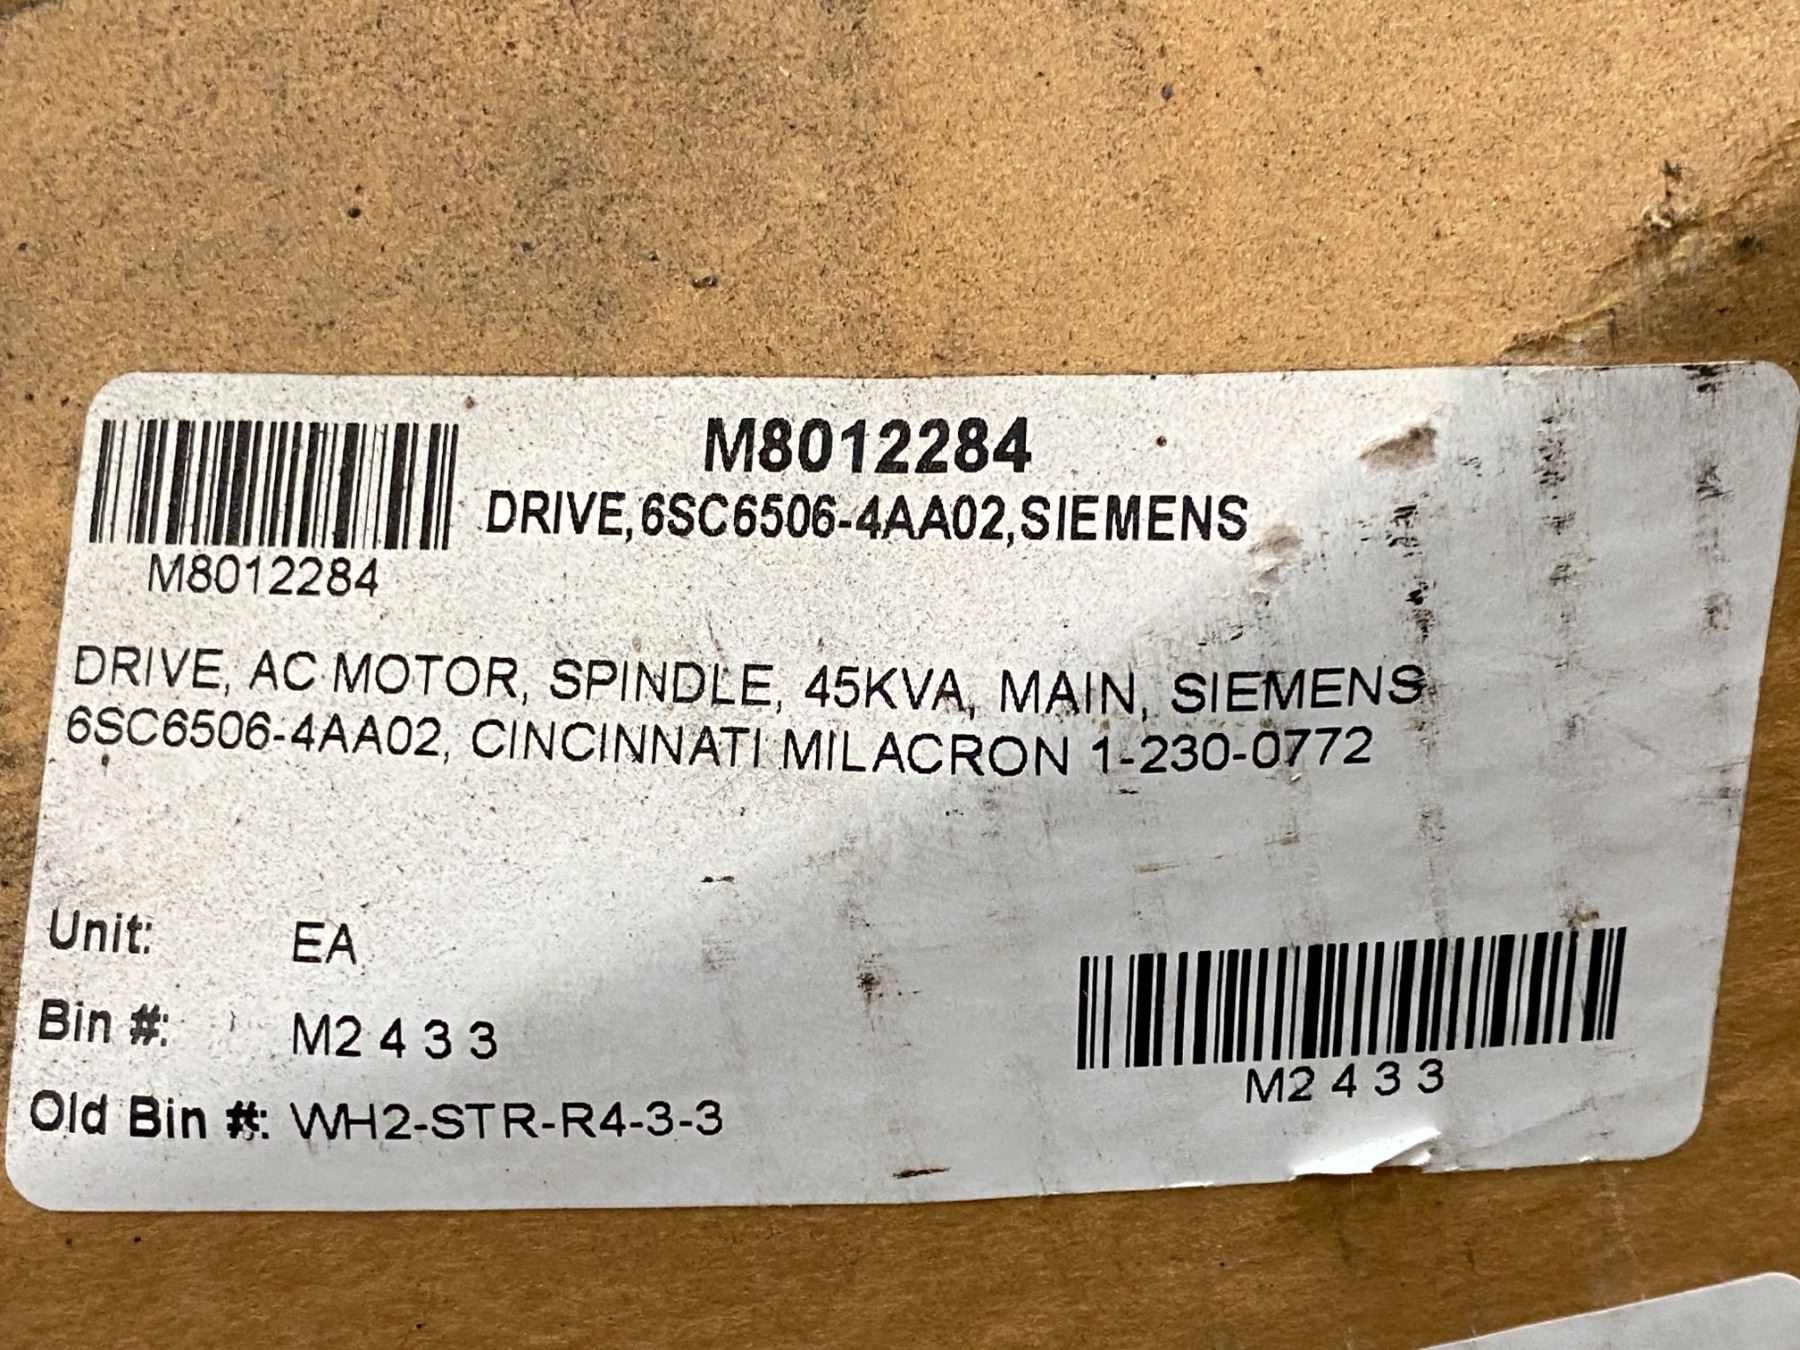 M8012284
DRIVE,6SC6506-4AA02,SIEMENS
M8012284
DRIVE, AC MOTOR, SPINDLE, 45KVA, MAIN, SIEMENS
6SC6506-4AA02, CINCINNATI MILACRON 1-230-0772
Unit: EA
Bin #: M2 4 3 3
M2 4 3 3
Old Bin #: WH2-STR-R4-3-3